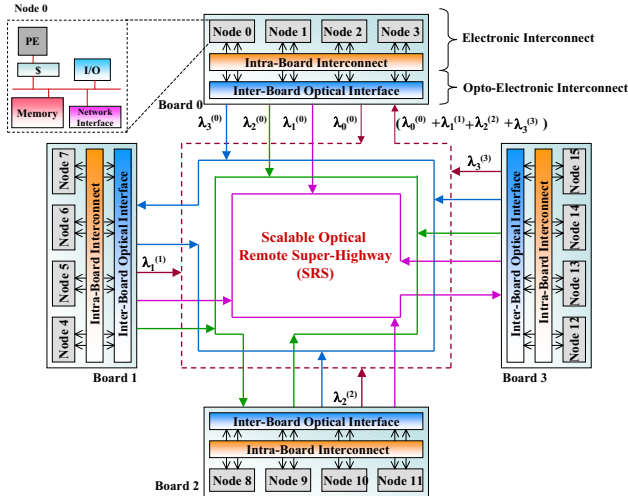 Node 0
PE
$
I/O
Memory
Network
Interface
Node 0
Node 1
Node 2
Node 3
Intra-Board Interconnect
Inter-Board Optical Interface
Board 0
Electronic Interconnect
Opto-Electronic Interconnect
λ3(0)
λ2(0)
λ1(0)
λ0(0)
(λ0(0) + λ1(1) + λ2(2) + λ3(3))
Node 7
Node 6
Node 5
Node 4
Intra-Board Interconnect
Inter-Board Optical Interface
Board 1
λ1(1)
Scalable Optical
Remote Super-Highway
(SRS)
λ3(3)
Inter-Board Optical Interface
Intra-Board Interconnect
Node 15
Node 14
Node 13
Node 12
Board 3
λ2(2)
Inter-Board Optical Interface
Intra-Board Interconnect
Node 8
Node 9
Node 10
Node 11
Board 2